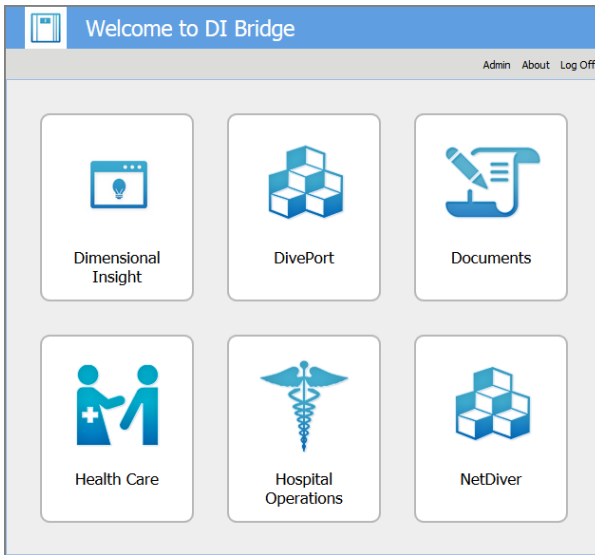 Welcome to DI Bridge
Admin About Log Off
Dimensional
Insight
DivePort
Documents
Health Care
Hospital
Operations
NetDiver